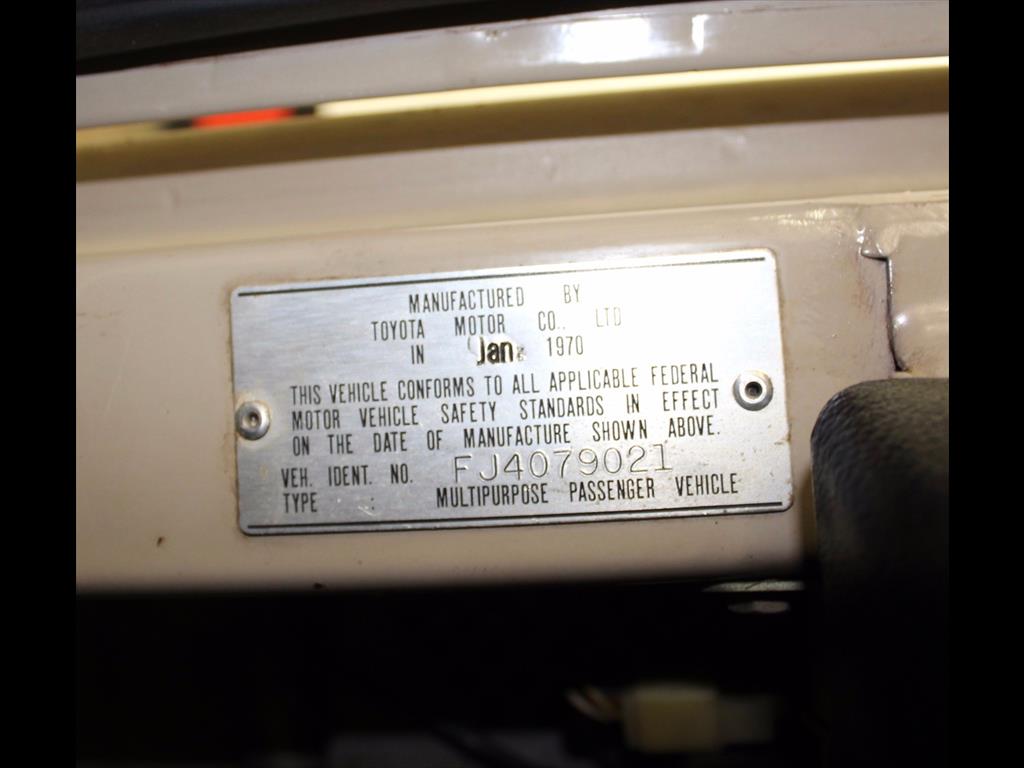 MANUFACTURED BY
TOYOTA MOTOR CO., LTD
IN Jan. 1970
THIS VEHICLE CONFORMS TO ALL APPLICABLE FEDERAL
MOTOR VEHICLE SAFETY STANDARDS IN EFFECT
ON THE DATE OF MANUFACTURE SHOWN ABOVE.
VEH. IDENT. NO. FJ4079021
TYPE : MULTIPURPOSE PASSENGER VEHICLE